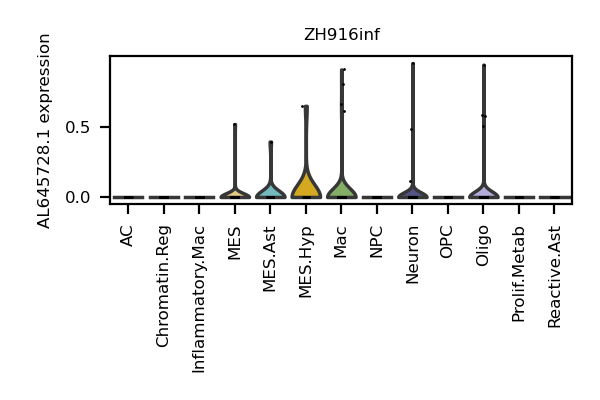 ZH916inf
AL645728.1 expression
0.5
0.0
AC
Chromatin.Reg
Inflammatory.Mac
MES
MES.Ast
MES.Hyp
Mac
NPC
Neuron
OPC
Oligo
Prolif.Metab
Reactive.Ast